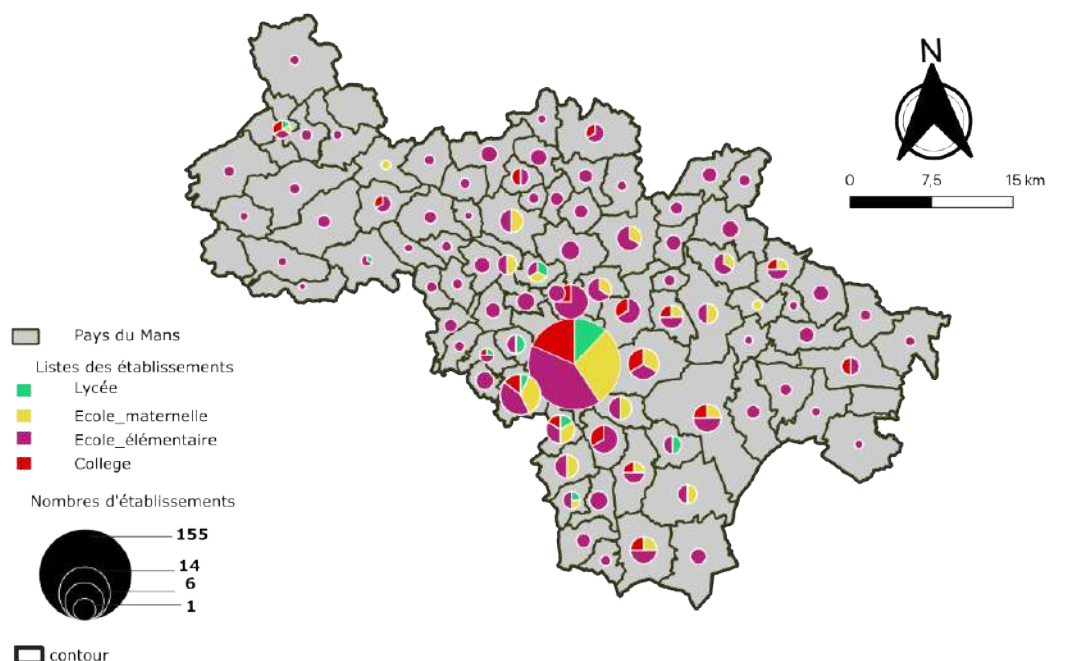 N
0 7,5 15 km
Pays du Mans
Listes des établissements
Lycée
Ecole_maternelle
Ecole_élémentaire
College
Nombres d'établissements
155
14
6
1
contour